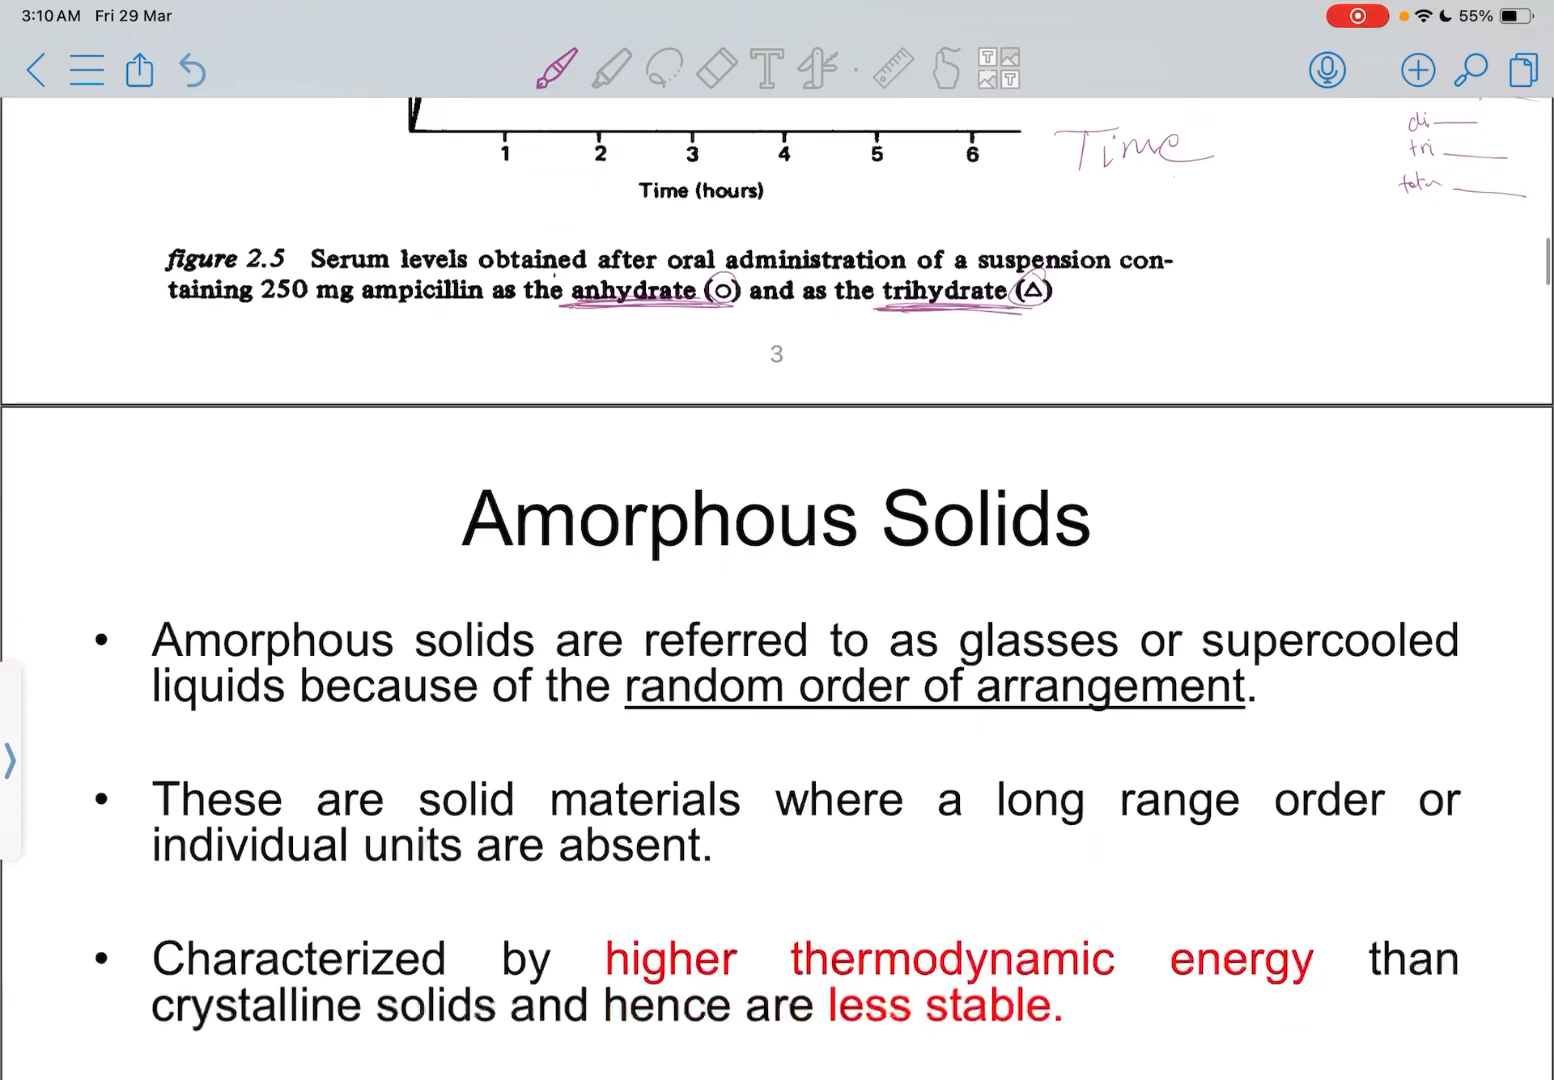 3:10 AM Fri 29 Mar
55%
1 2 3 4 5 6
Time (hours)
Time
di
tri
figure 2.5 Serum levels obtained after oral administration of a suspension con-
taining 250 mg ampicillin as the anhydrate (O) and as the trihydrate (Δ)
3
Amorphous Solids
• Amorphous solids are referred to as glasses or supercooled
liquids because of the random order of arrangement.
• These are solid materials where a long range order or
individual units are absent.
• Characterized by higher thermodynamic energy than
crystalline solids and hence are less stable.